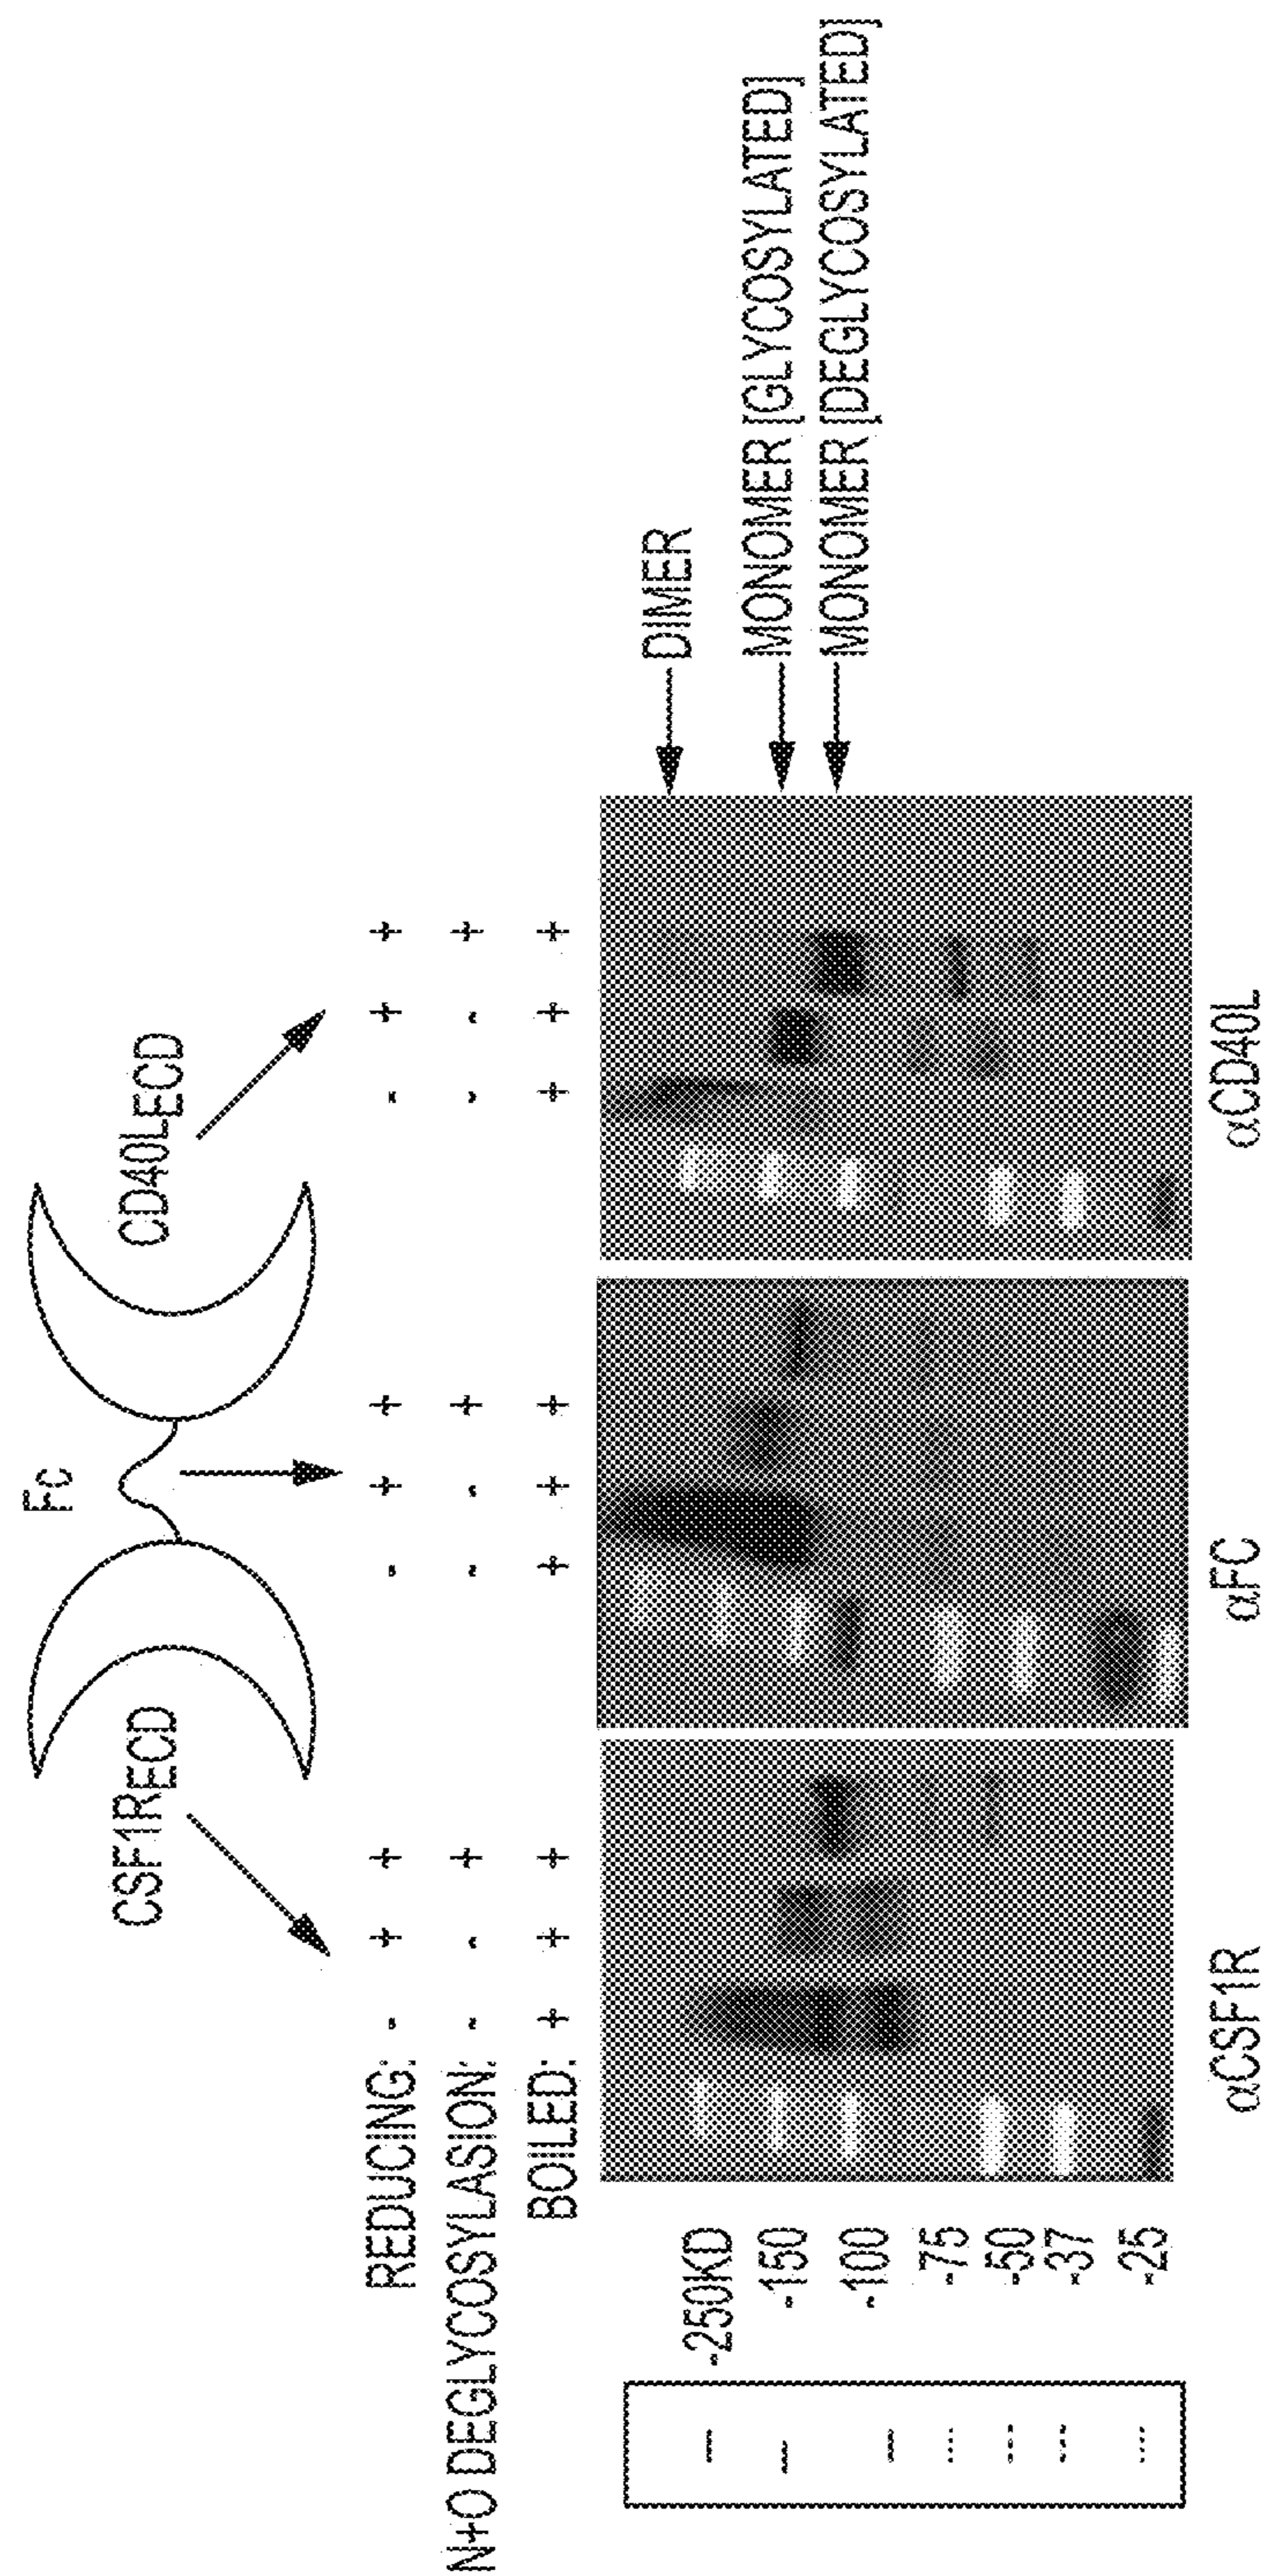 Fc
CSF1RECD
CD40LECD
REDUCING: - + + - + + - + +
N+O DEGLYCOSYLASION: - - + - - + - - +
BOILED: + + + + + + + + +
-250KD
-150
-100
-75
-50
-37
-25
DIMER
MONOMER [GLYCOSYLATED]
MONOMER [DEGLYCOSYLATED]
αCSF1R
αFC
αCD40L